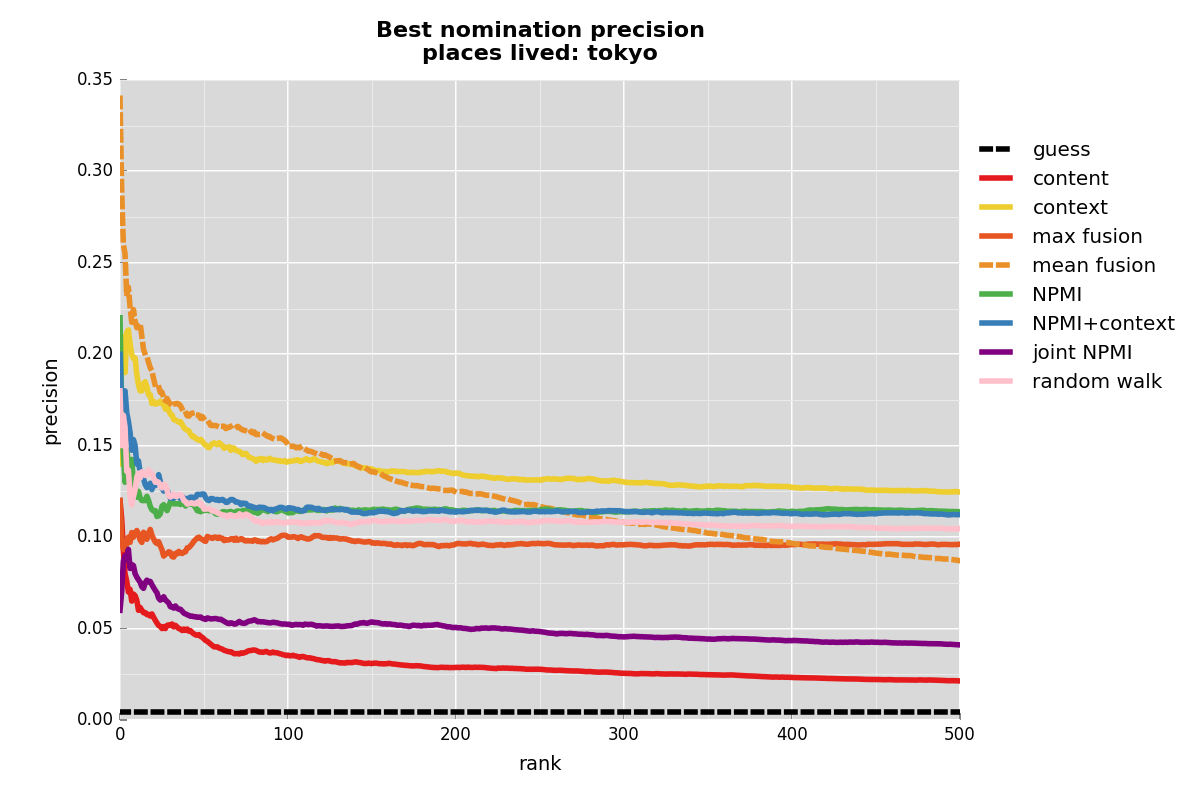 Best nomination precision
places lived: tokyo
precision
0.35
0.30
0.25
0.20
0.15
0.10
0.05
0.00
0
100
200
300
400
500
rank
guess
content
context
max fusion
mean fusion
NPMI
NPMI+context
joint NPMI
random walk